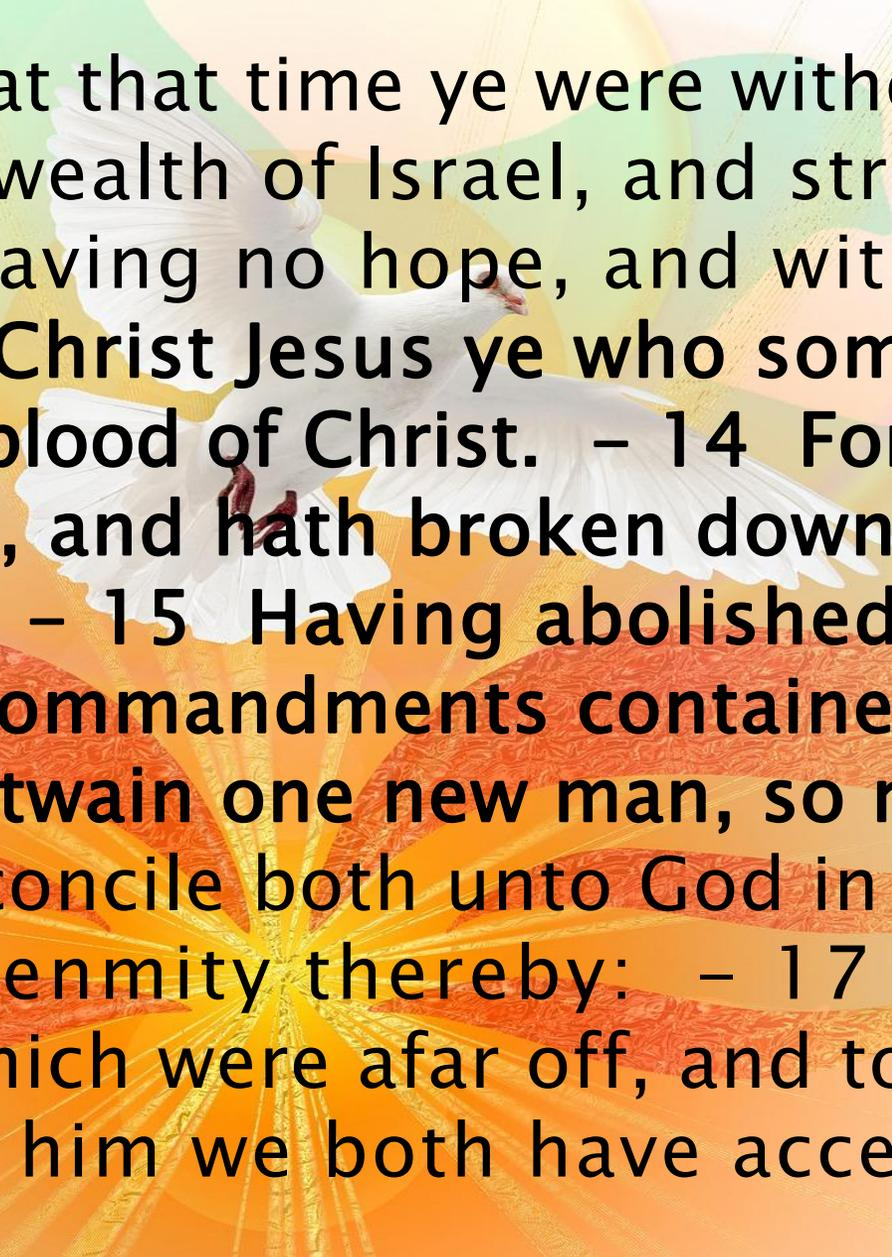 at that time ye were witho
wealth of Israel, and str
aving no hope, and wit
Christ Jesus ye who som
blood of Christ. – 14 For
, and hath broken down
– 15 Having abolished
ommandments containe
twain one new man, so m
concile both unto God in
enmity thereby: – 17
hich were afar off, and to
him we both have acce